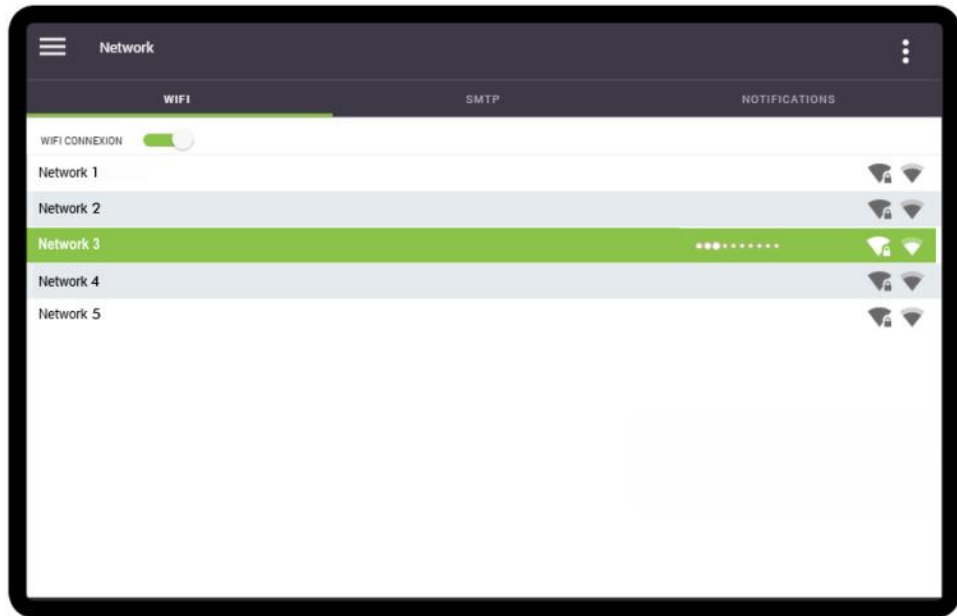 Network
WIFI SMTP NOTIFICATIONS
WIFI CONNEXION
Network 1
Network 2
Network 3
Network 4
Network 5